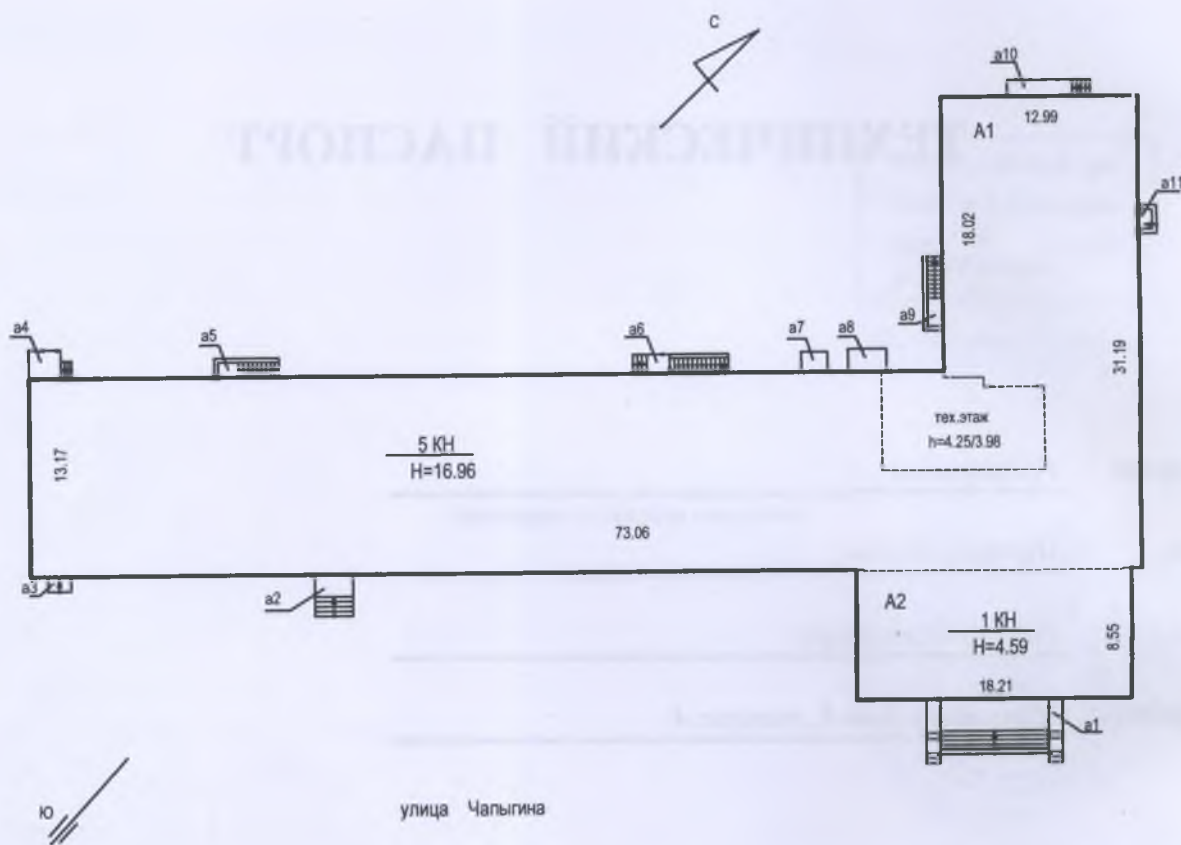 С
а10
12.99
А1
а11
18.02
а9
31.19
а4
а5
а6
а7
а8
тех.этаж
h=4.25/3.98
5 КН
Н=16.96
13.17
73.06
а3
а2
А2
1 КН
Н=4.59
8.55
18.21
а1
Ю
улица Чапыгина
ТЕХНИЧЕСКИЙ ПАСПОРТ